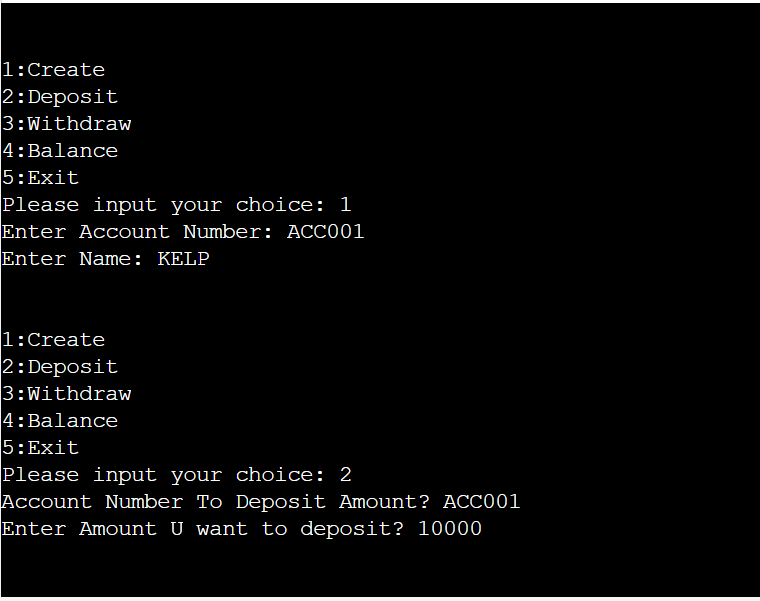 1:Create
2:Deposit
3:Withdraw
4:Balance
5:Exit
Please input your choice: 1
Enter Account Number: ACC001
Enter Name: KELP
1:Create
2:Deposit
3:Withdraw
4:Balance
5:Exit
Please input your choice: 2
Account Number To Deposit Amount? ACC001
Enter Amount U want to deposit? 10000